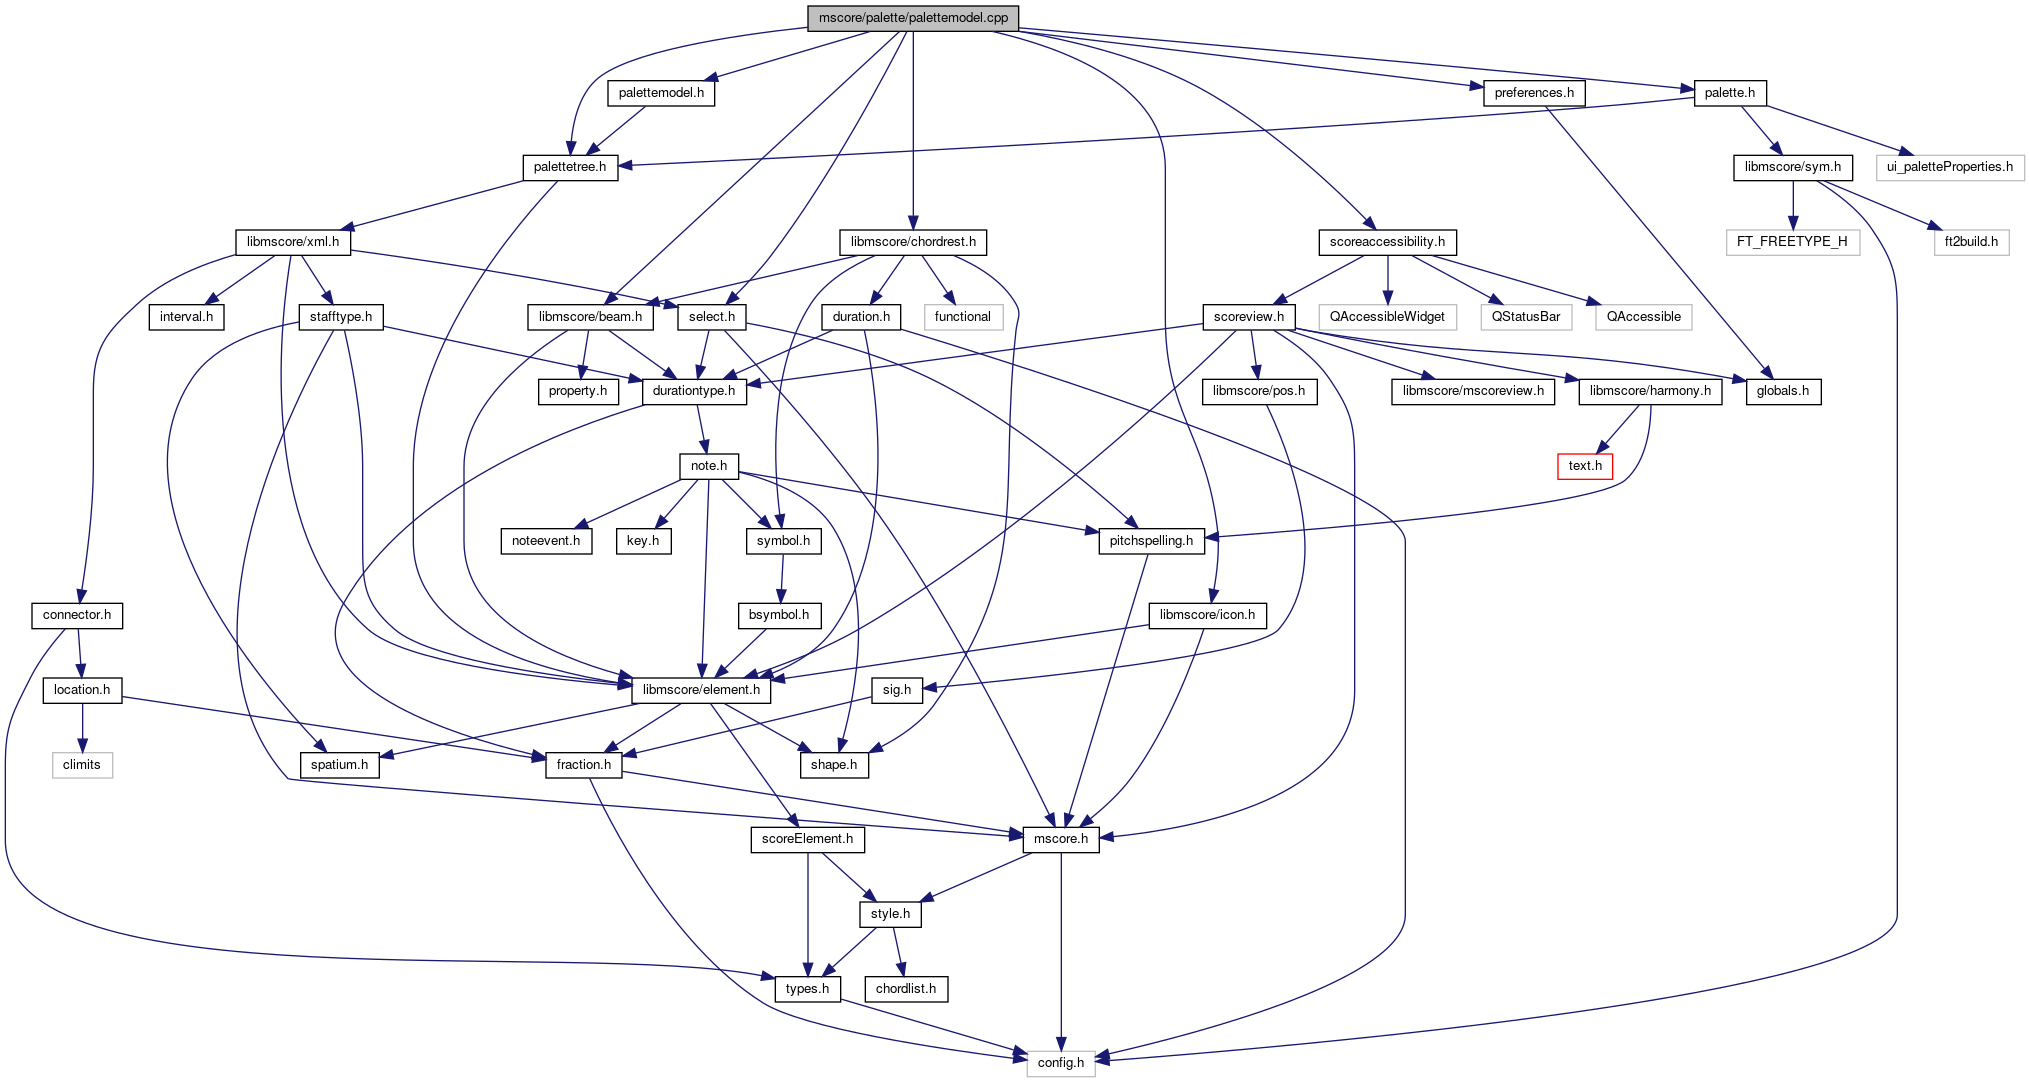 mscore/palette/palettemodel.cpp
palettemodel.h
preferences.h
palette.h
palettetree.h
libmscore/sym.h
ui_paletteProperties.h
libmscore/xml.h
libmscore/chordrest.h
scoreaccessibility.h
FT_FREETYPE_H
ft2build.h
interval.h
stafftype.h
libmscore/beam.h
select.h
duration.h
functional
scoreview.h
QAccessibleWidget
QStatusBar
QAccessible
property.h
durationtype.h
libmscore/pos.h
libmscore/mscoreview.h
libmscore/harmony.h
globals.h
note.h
text.h
noteevent.h
key.h
symbol.h
pitchspelling.h
connector.h
bsymbol.h
libmscore/icon.h
location.h
libmscore/element.h
sig.h
climits
spatium.h
fraction.h
shape.h
scoreElement.h
mscore.h
style.h
types.h
chordlist.h
config.h